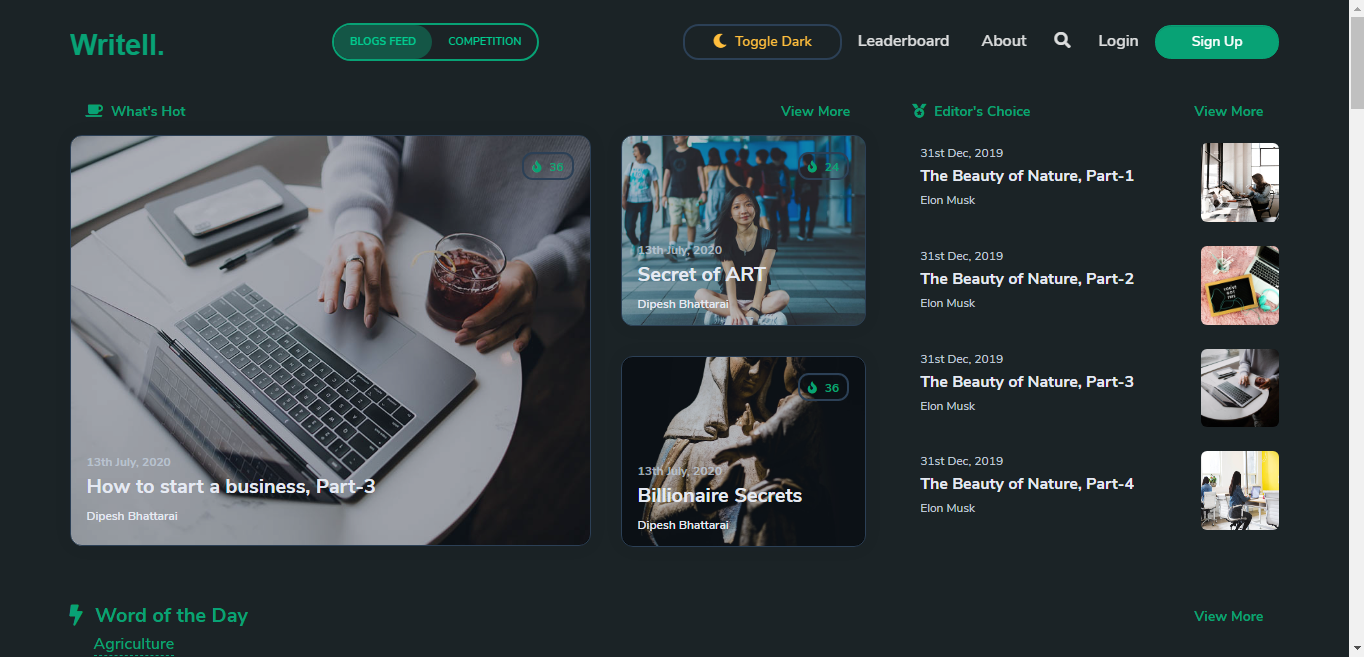 Writell.
BLOGS FEED
COMPETITION
Toggle Dark
Leaderboard
About
Login
Sign Up
What's Hot
View More
36
13th July, 2020
How to start a business, Part-3
Dipesh Bhattarai
24
13th July, 2020
Secret of ART
Dipesh Bhattarai
36
13th July, 2020
Billionaire Secrets
Dipesh Bhattarai
Editor's Choice
View More
31st Dec, 2019
The Beauty of Nature, Part-1
Elon Musk
31st Dec, 2019
The Beauty of Nature, Part-2
Elon Musk
31st Dec, 2019
The Beauty of Nature, Part-3
Elon Musk
31st Dec, 2019
The Beauty of Nature, Part-4
Elon Musk
Word of the Day
View More
Agriculture